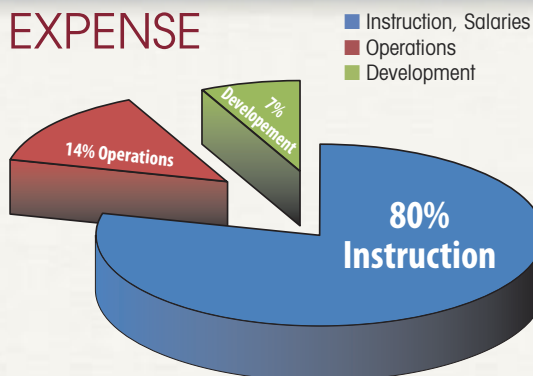 EXPENSE
Instruction, Salaries
Operations
Development
7%
Developement
14% Operations
80%
Instruction